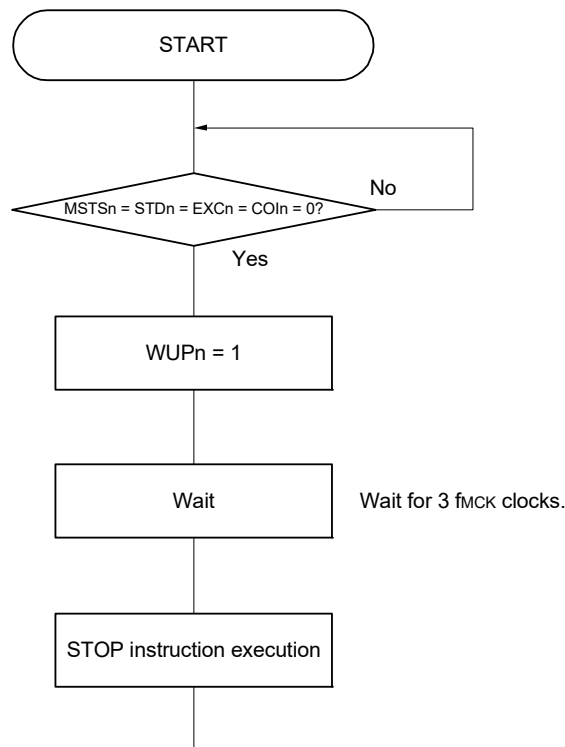 START
No
MSTSn = STDn = EXCn = COIn = 0?
Yes
WUPn = 1
Wait
Wait for 3 fMCK clocks.
STOP instruction execution